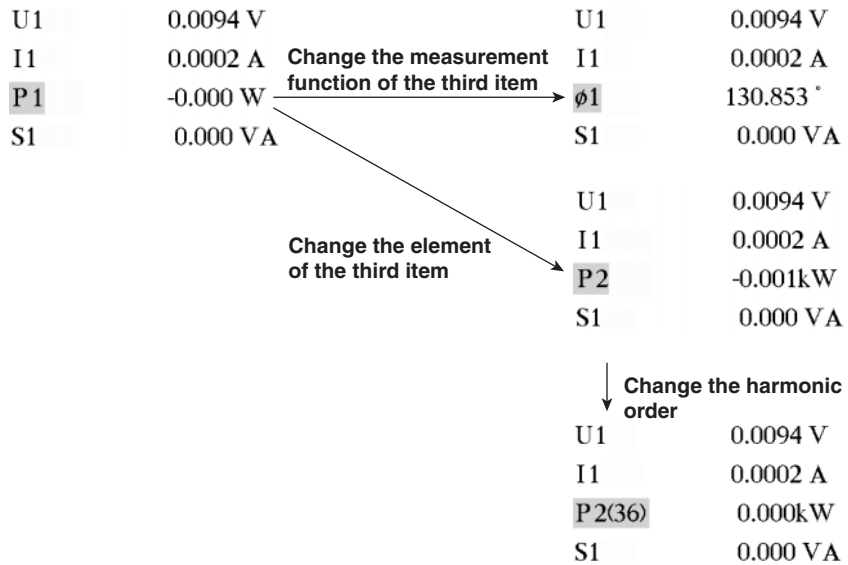 U1 0.0094 V
I1 0.0002 A
P1 -0.000 W
S1 0.000 VA
Change the measurement
function of the third item
U1 0.0094 V
I1 0.0002 A
ø1 130.853 °
S1 0.000 VA
Change the element
of the third item
U1 0.0094 V
I1 0.0002 A
P2 -0.001kW
S1 0.000 VA
Change the harmonic
order
U1 0.0094 V
I1 0.0002 A
P2(36) 0.000kW
S1 0.000 VA